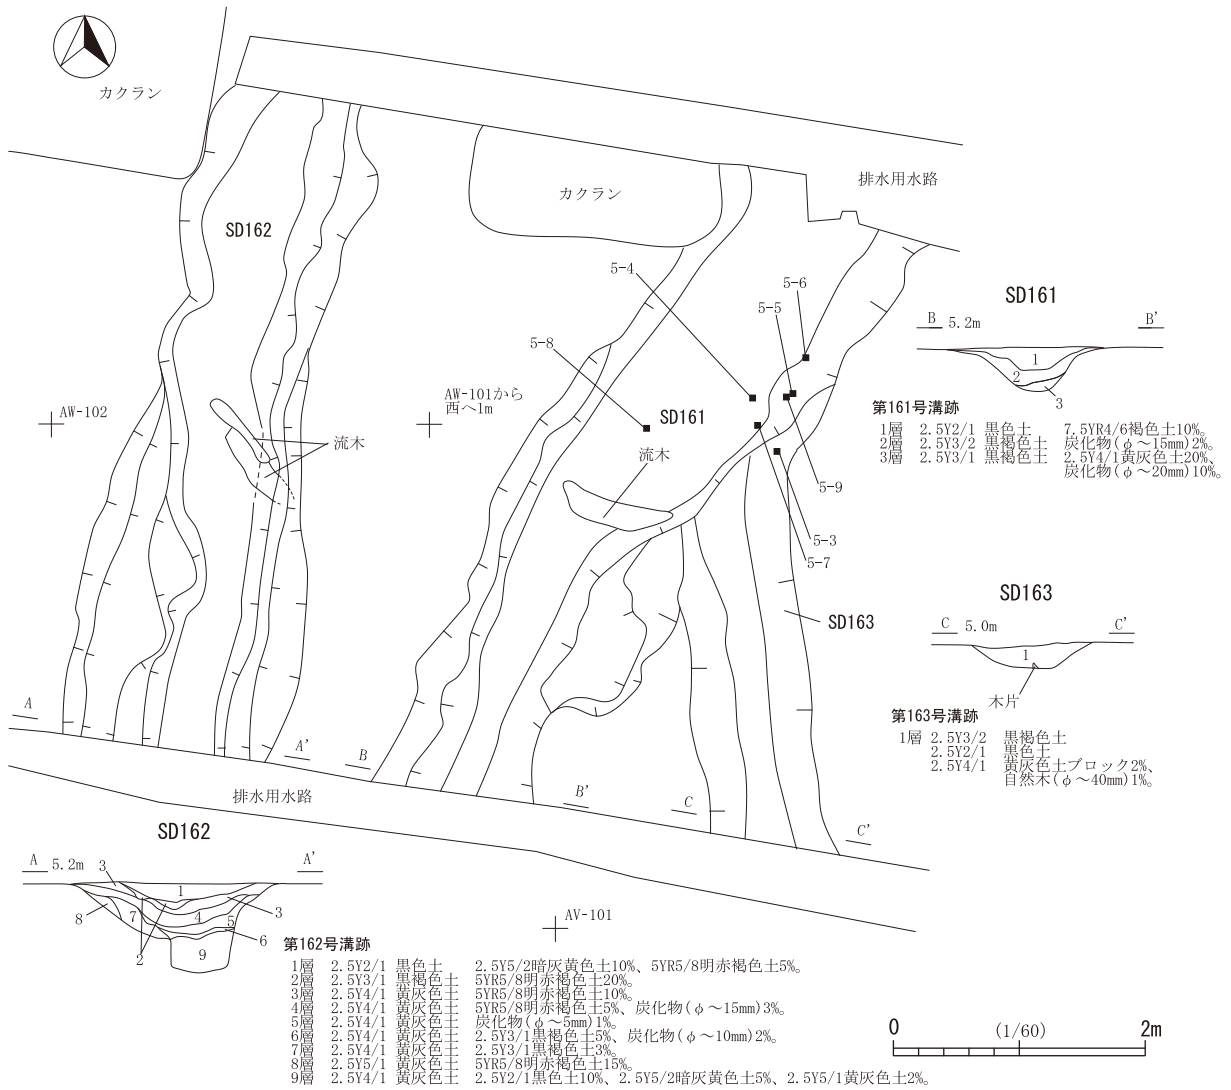 カクラン
排水用水路
カクラン
SD162
5-4
5-6
5-5
5-8
SD161
B 5.2m B'
1
2
3
第161号溝跡
1層 2.5Y2/1 黒色土 7.5YR4/6褐色土10%。
2層 2.5Y3/2 黒褐色土 炭化物(φ～15mm)2%。
3層 2.5Y3/1 黒褐色土 2.5Y4/1黄灰色土20%、
炭化物(φ～20mm)10%。
AW-102
AW-101から
西へ1m
SD161
流木
流木
5-9
5-3
5-7
SD163
SD163
C 5.0m C'
1
木片
第163号溝跡
1層 2.5Y3/2 黒褐色土
2.5Y2/1 黒色土
2.5Y4/1 黄灰色土ブロック2%、
自然木(φ～40mm)1%。
A
A'
B
B'
C
C'
排水用水路
SD162
A 5.2m A'
3
1
8
7
4
5
3
6
2
9
AV-101
第162号溝跡
1層 2.5Y2/1 黒色土 2.5Y5/2暗灰黄色土10%、5YR5/8明赤褐色土5%。
2層 2.5Y3/1 黒褐色土 5YR5/8明赤褐色土20%。
3層 2.5Y4/1 黄灰色土 5YR5/8明赤褐色土10%。
4層 2.5Y4/1 黄灰色土 5YR5/8明赤褐色土5%、炭化物(φ～15mm)3%。
5層 2.5Y4/1 黄灰色土 炭化物(φ～5mm)1%。
6層 2.5Y4/1 黄灰色土 2.5Y3/1黒褐色土5%、炭化物(φ～10mm)2%。
7層 2.5Y4/1 黄灰色土 2.5Y3/1黒褐色土3%。
8層 2.5Y5/1 黄灰色土 5YR5/8明赤褐色土15%。
9層 2.5Y4/1 黄灰色土 2.5Y2/1黒色土10%、2.5Y5/2暗灰黄色土5%、2.5Y5/1黄灰色土2%。
0 (1/60) 2m